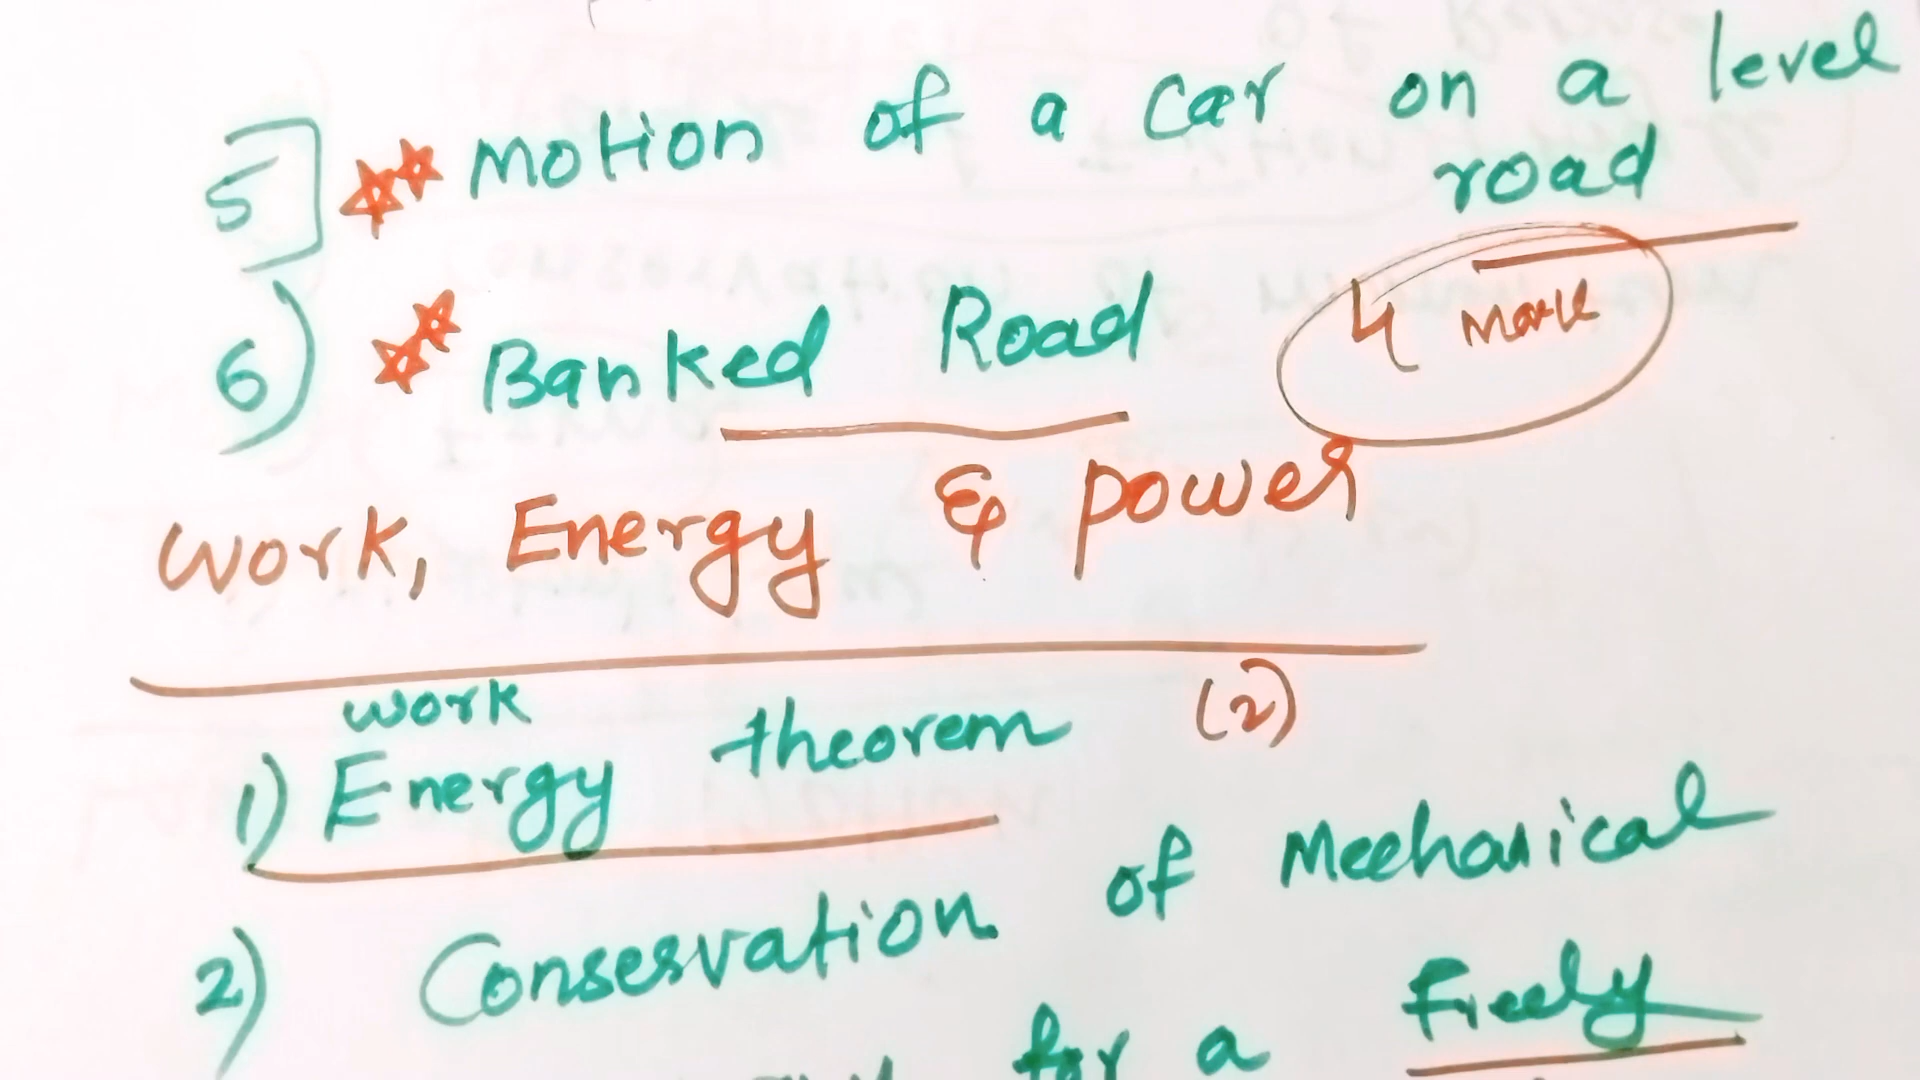 5] Motion of a Car on a level
road
6) Banked Road 4 Mark
Work, Energy & power
work
1) Energy theorem (2)
2) Conservation of Mechanical
for a Freely